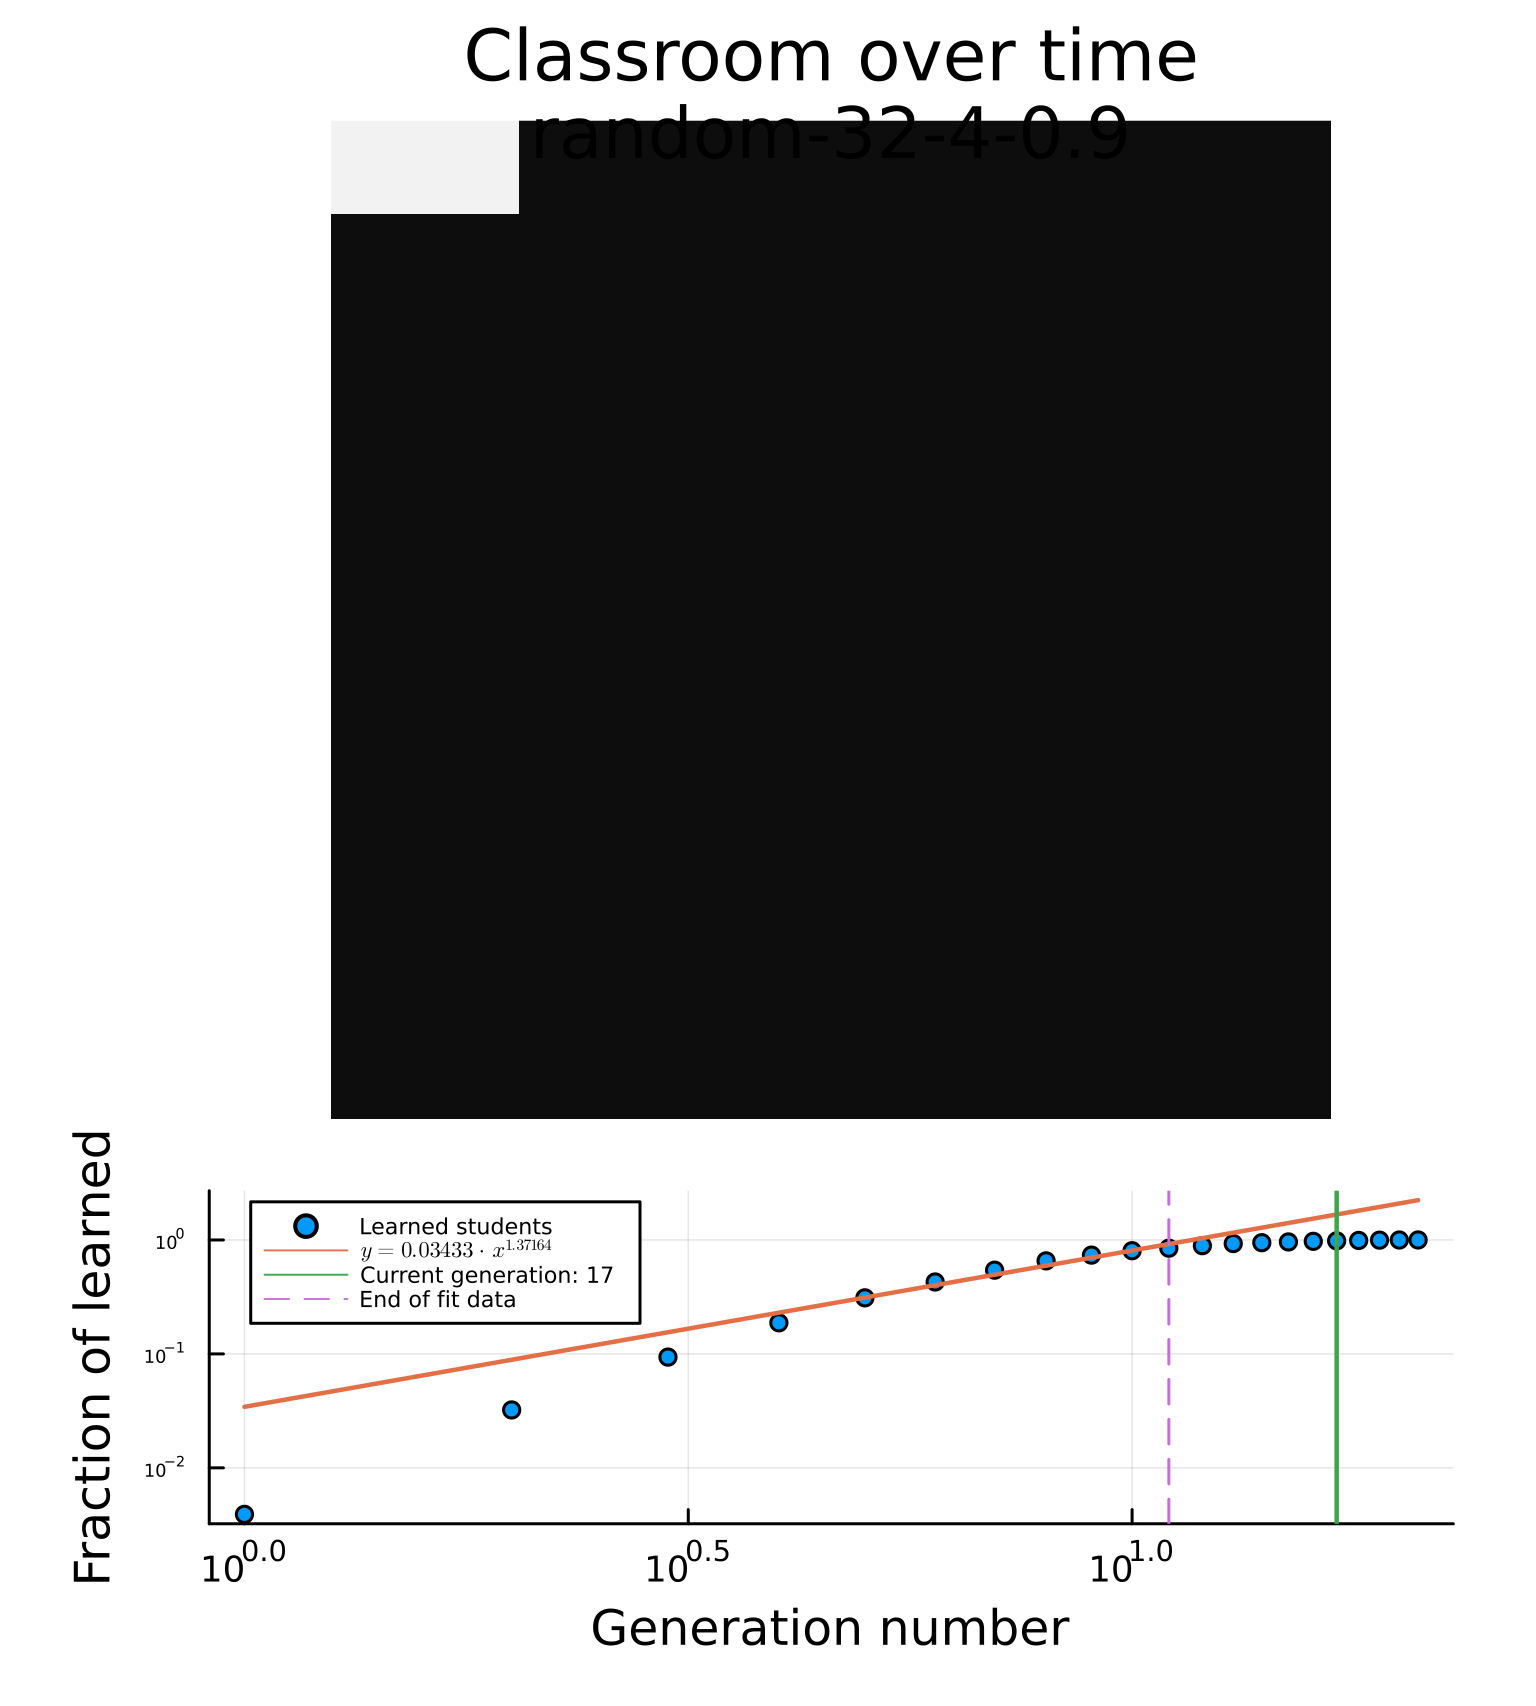 Classroom over time
random-32-4-0.9
Fraction of learned
10^0
10^−1
10^−2
Learned students
y = 0.03433 · x^1.37164
Current generation: 17
End of fit data
10^0.0 10^0.5 10^1.0
Generation number